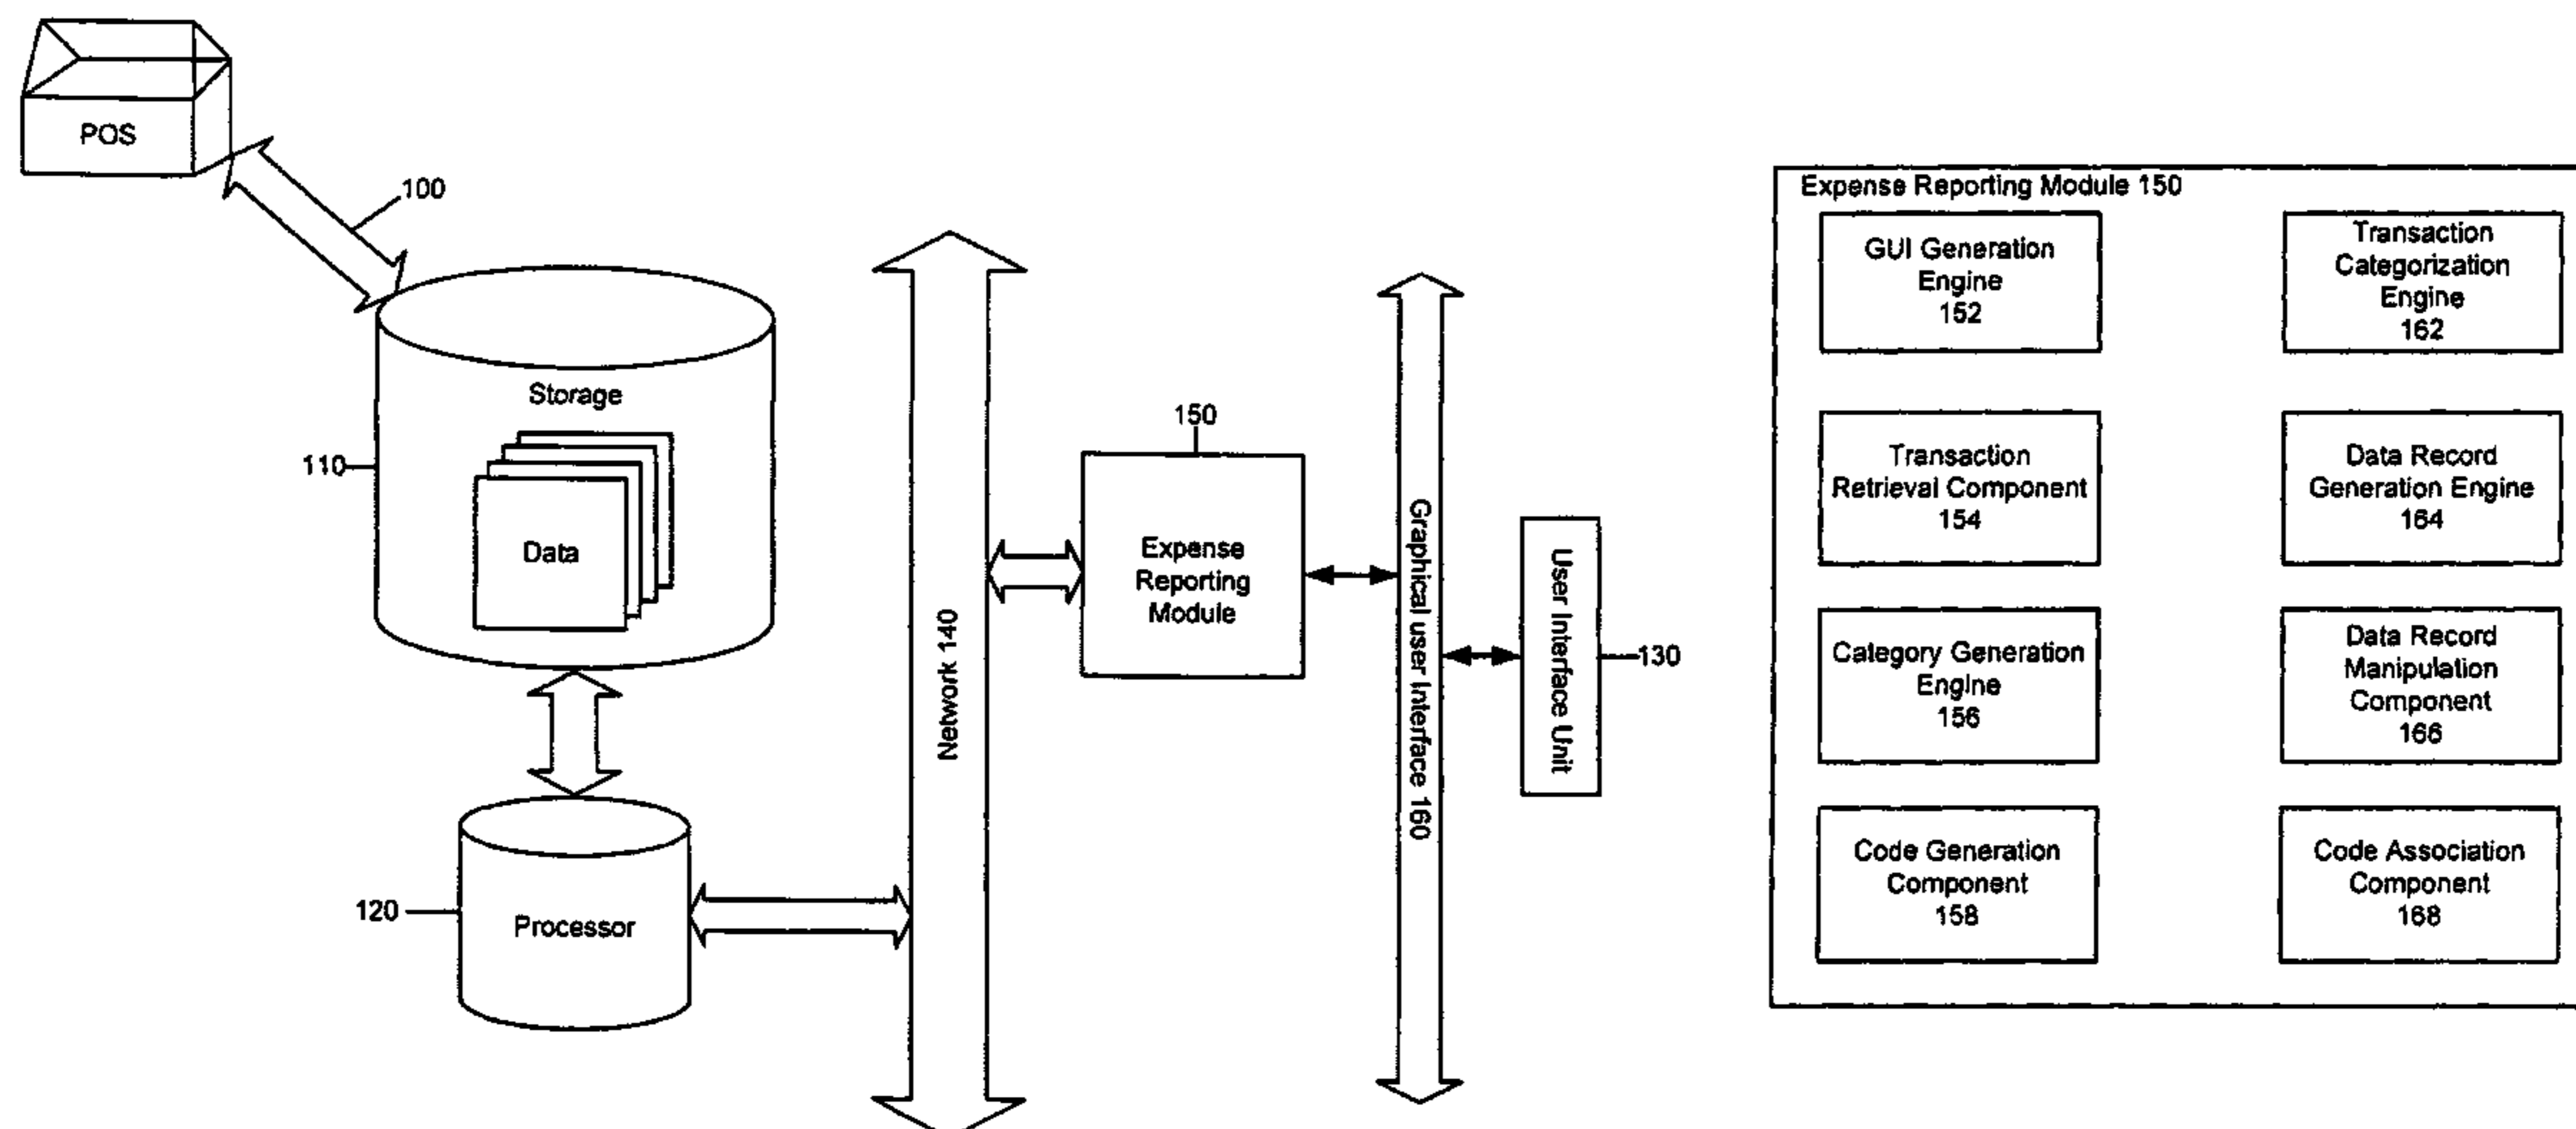 POS
100
Storage
110
Data
120
Processor
Network 140
150
Expense
Reporting
Module
Graphical user Interface 160
User Interface Unit
130
Expense Reporting Module 150
GUI Generation
Engine
152
Transaction
Categorization
Engine
162
Transaction
Retrieval Component
154
Data Record
Generation Engine
164
Category Generation
Engine
156
Data Record
Manipulation
Component
166
Code Generation
Component
158
Code Association
Component
168